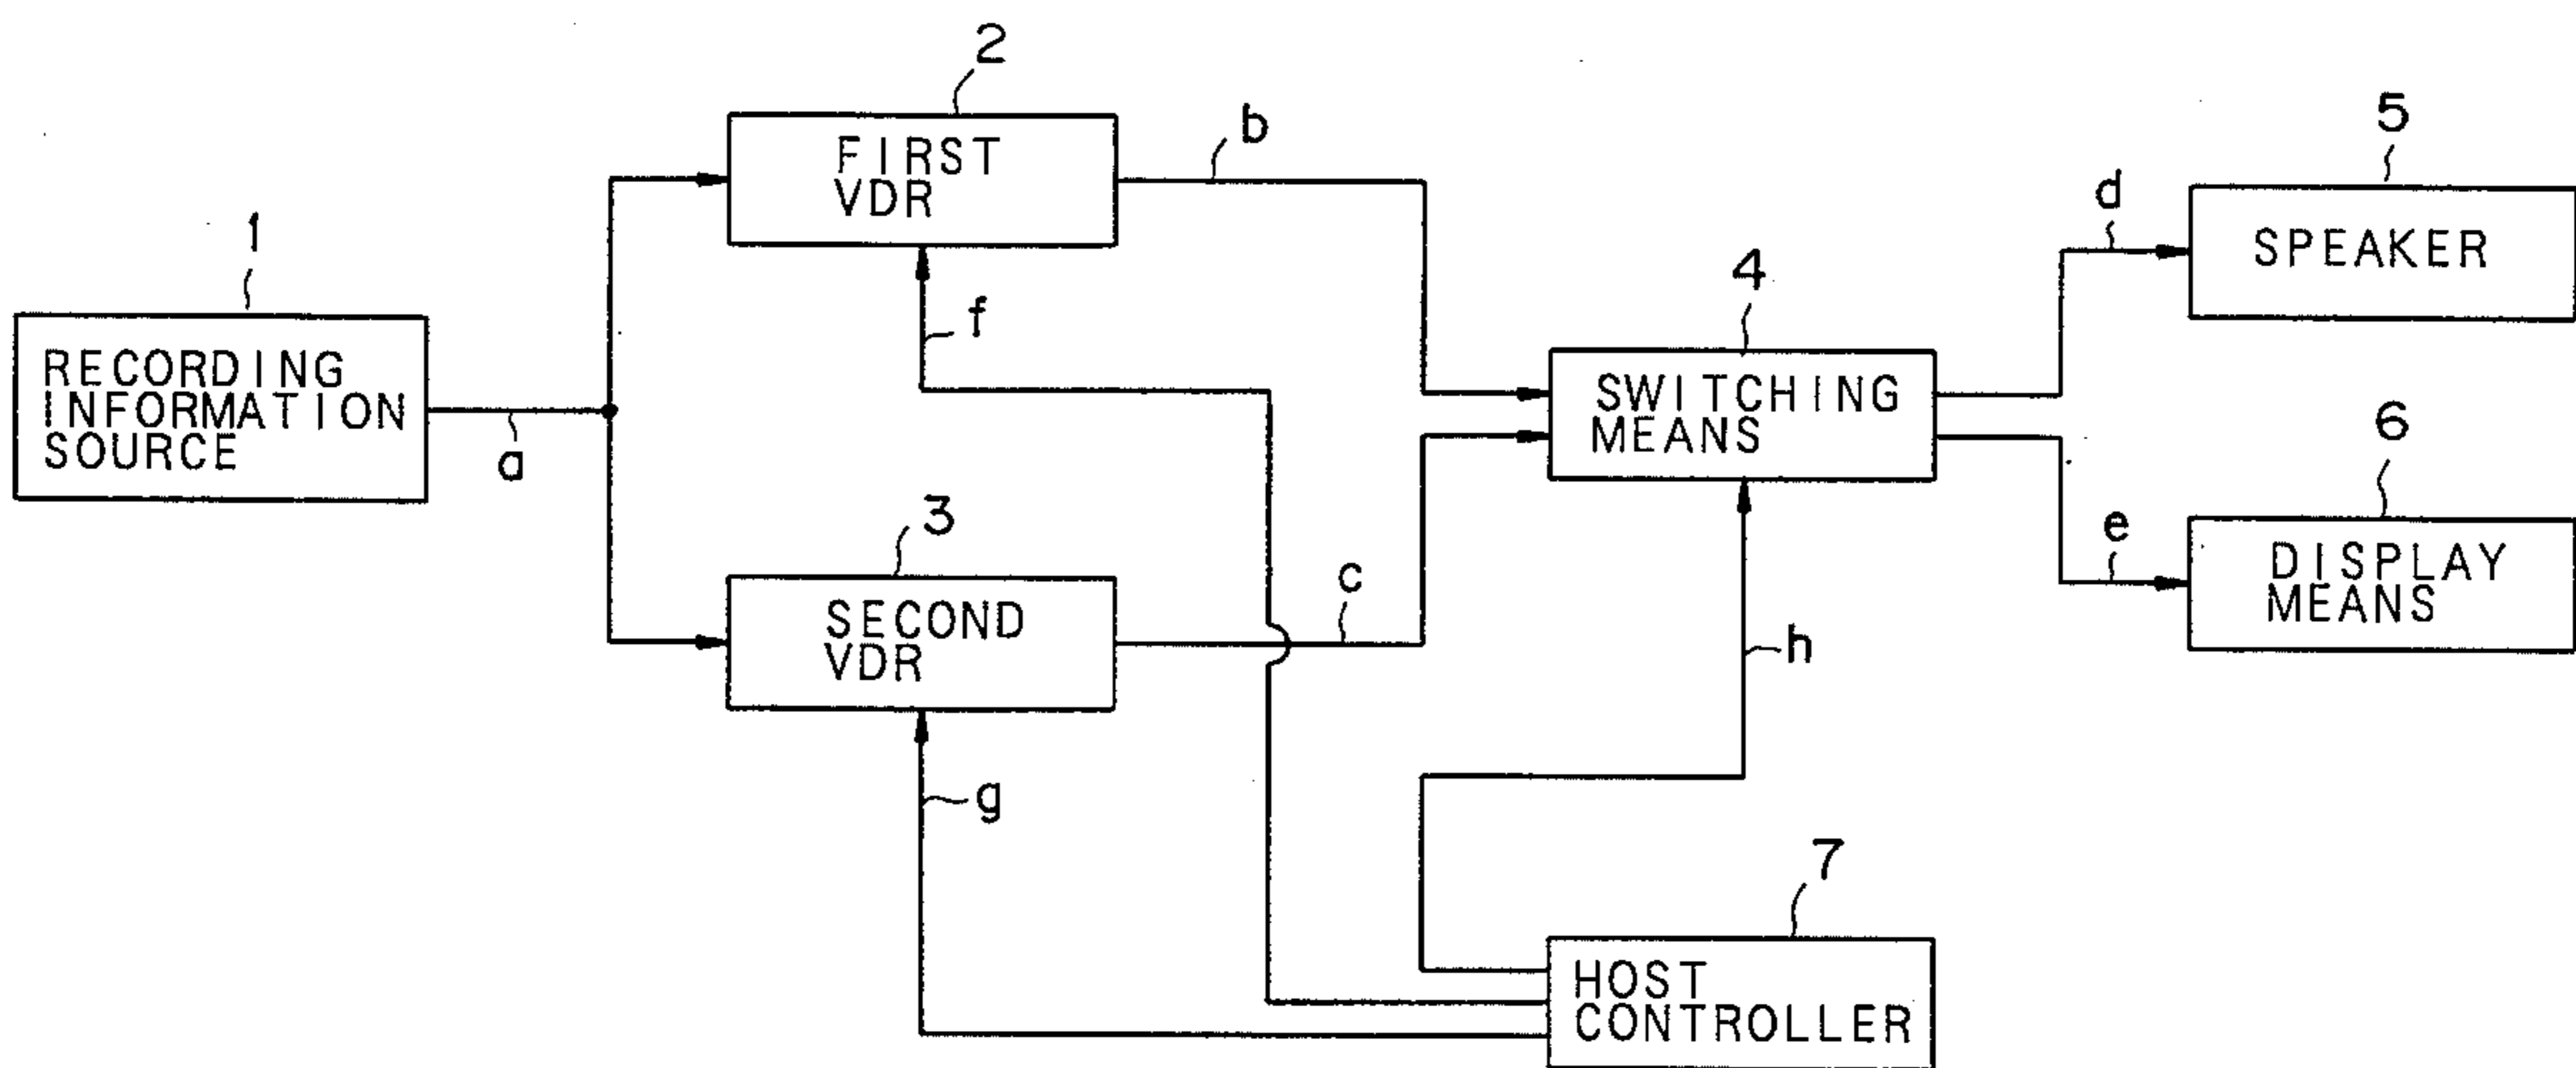 1
RECORDING
INFORMATION
SOURCE
a
2
FIRST
VDR
b
f
3
SECOND
VDR
c
g
4
SWITCHING
MEANS
h
d
e
5
SPEAKER
6
DISPLAY
MEANS
7
HOST
CONTROLLER